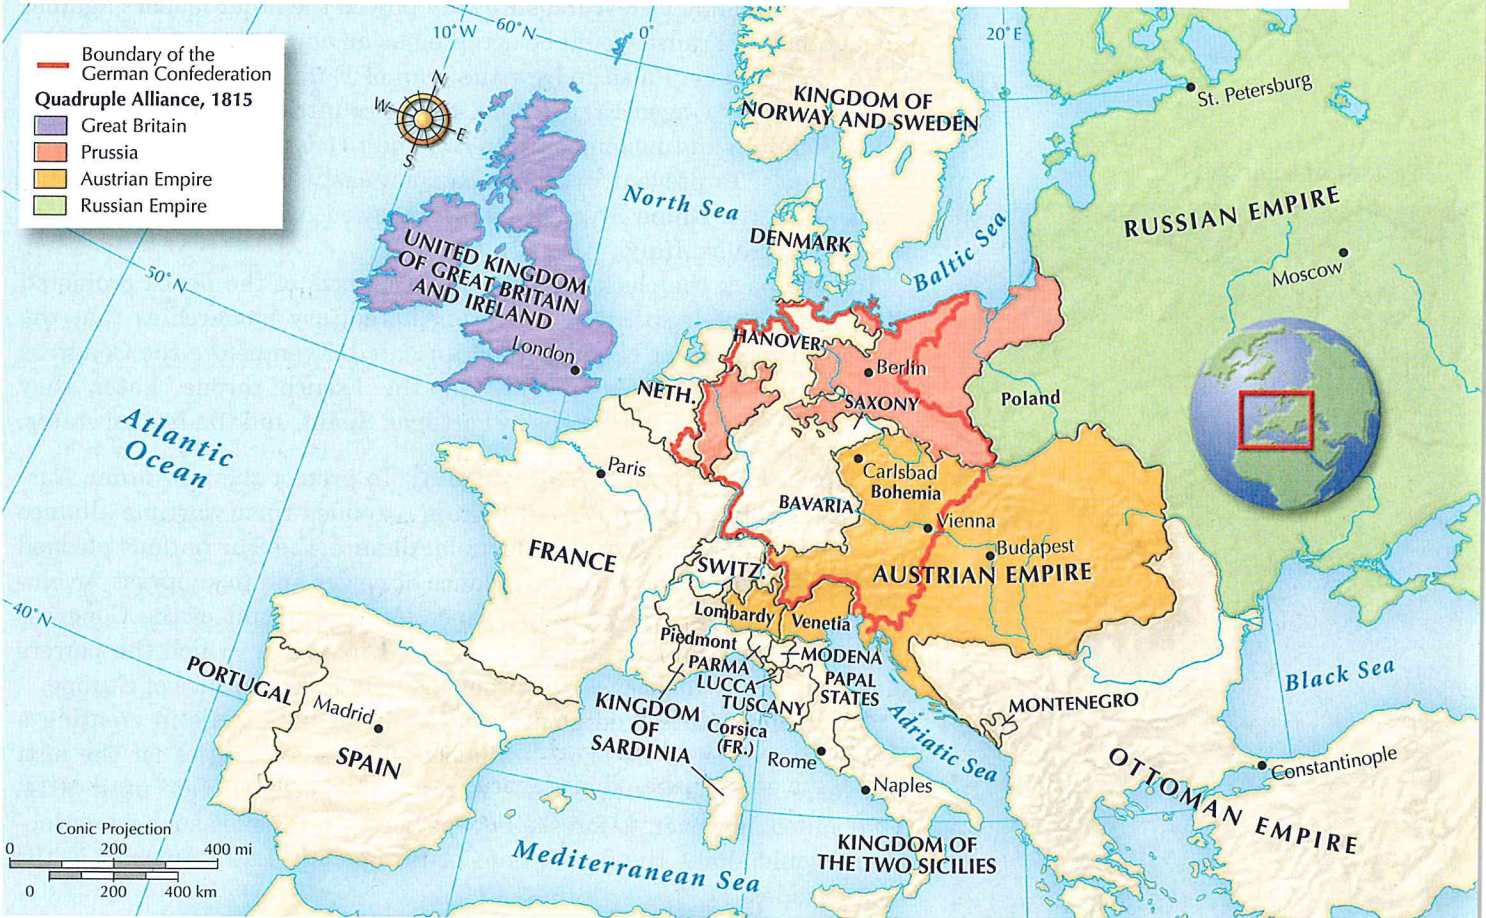 Boundary of the
German Confederation
Quadruple Alliance, 1815
Great Britain
Prussia
Austrian Empire
Russian Empire
10°W
60°N
0°
20°E
N
W
E
S
KINGDOM OF
NORWAY AND SWEDEN
St. Petersburg
North Sea
RUSSIAN EMPIRE
DENMARK
Baltic Sea
Moscow
UNITED KINGDOM
OF GREAT BRITAIN
AND IRELAND
London
50°N
HANOVER
Berlin
NETH.
SAXONY
Poland
Atlantic
Ocean
Paris
Carlsbad
Bohemia
BAVARIA
Vienna
Budapest
FRANCE
SWITZ.
AUSTRIAN EMPIRE
40°N
Lombardy
Venetia
Piedmont
MODENA
PARMA
LUCCA
TUSCANY
PAPAL
STATES
PORTUGAL
Madrid
SPAIN
KINGDOM
OF
SARDINIA
Corsica
(FR.)
Rome
Adriatic Sea
MONTENEGRO
Black Sea
Naples
OTTOMAN EMPIRE
Constantinople
KINGDOM OF
THE TWO SICILIES
Mediterranean Sea
Conic Projection
0 200 400 mi
0 200 400 km